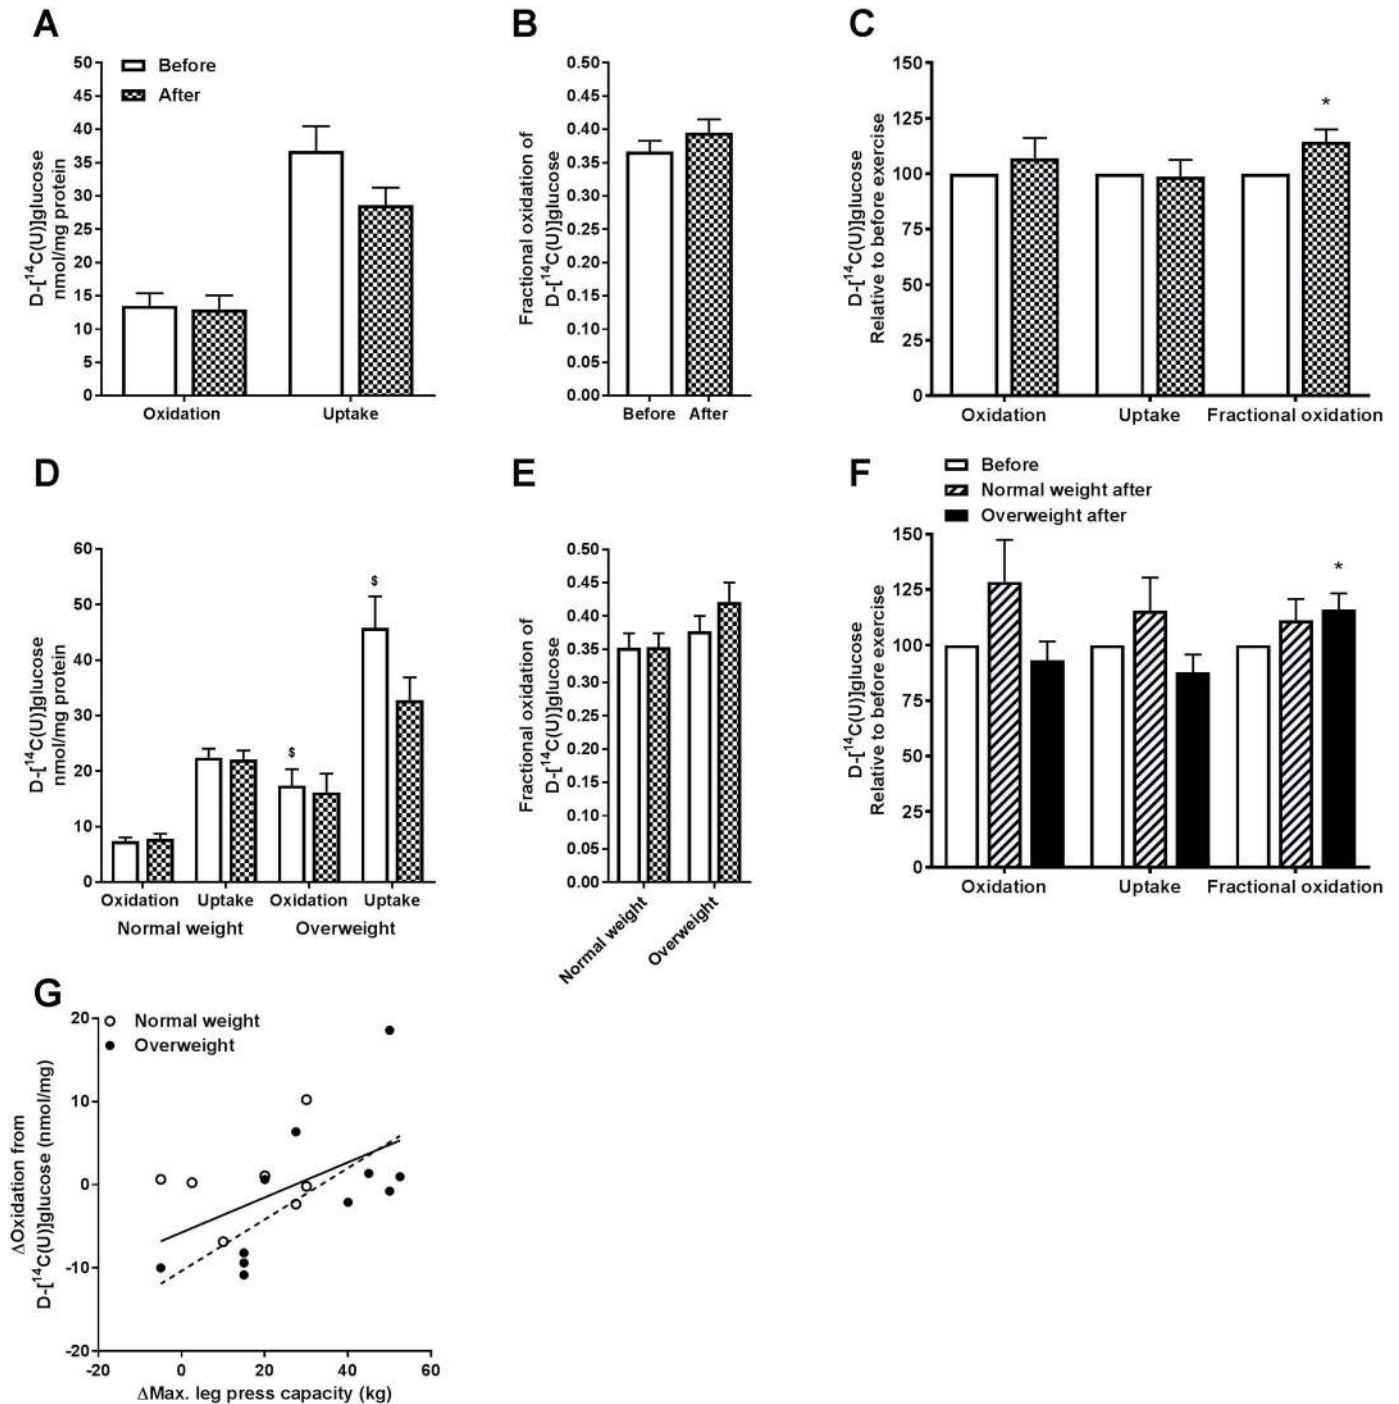 A
50
45
40
35
30
25
20
15
10
5
0
D-[14C(U)]glucose
nmol/mg protein
Before
After
Oxidation
Uptake
B
0.50
0.45
0.40
0.35
0.30
0.25
0.20
0.15
0.10
0.05
0.00
Fractional oxidation of
D-[14C(U)]glucose
Before After
C
150
125
100
75
50
25
0
D-[14C(U)]glucose
Relative to before exercise
*
Oxidation
Uptake
Fractional oxidation
D
60
50
40
30
20
10
0
D-[14C(U)]glucose
nmol/mg protein
$
$
Oxidation Uptake Oxidation Uptake
Normal weight Overweight
E
0.50
0.45
0.40
0.35
0.30
0.25
0.20
0.15
0.10
0.05
0.00
Fractional oxidation of
D-[14C(U)]glucose
Normal weight
Overweight
F
Before
Normal weight after
Overweight after
150
125
100
75
50
25
0
D-[14C(U)]glucose
Relative to before exercise
*
Oxidation
Uptake
Fractional oxidation
G
Normal weight
Overweight
20
10
0
-10
-20
ΔOxidation from
D-[14C(U)]glucose (nmol/mg)
-20 0 20 40 60
ΔMax. leg press capacity (kg)